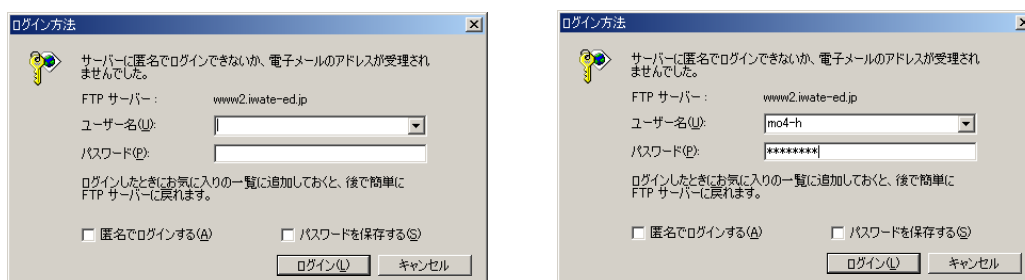 ログイン方法
サーバーに匿名でログインできないか、電子メールのアドレスが受理され
ませんでした。
FTP サーバー：
www2.iwate-ed.jp
ユーザー名(U):
パスワード(P):
ログインしたときにお気に入りの一覧に追加しておくと、後で簡単に
FTP サーバーに戻れます。
匿名でログインする(A)
パスワードを保存する(S)
ログイン(L)
キャンセル
ログイン方法
サーバーに匿名でログインできないか、電子メールのアドレスが受理され
ませんでした。
FTP サーバー：
www2.iwate-ed.jp
ユーザー名(U):
mo4-h
パスワード(P):
********
ログインしたときにお気に入りの一覧に追加しておくと、後で簡単に
FTP サーバーに戻れます。
匿名でログインする(A)
パスワードを保存する(S)
ログイン(L)
キャンセル